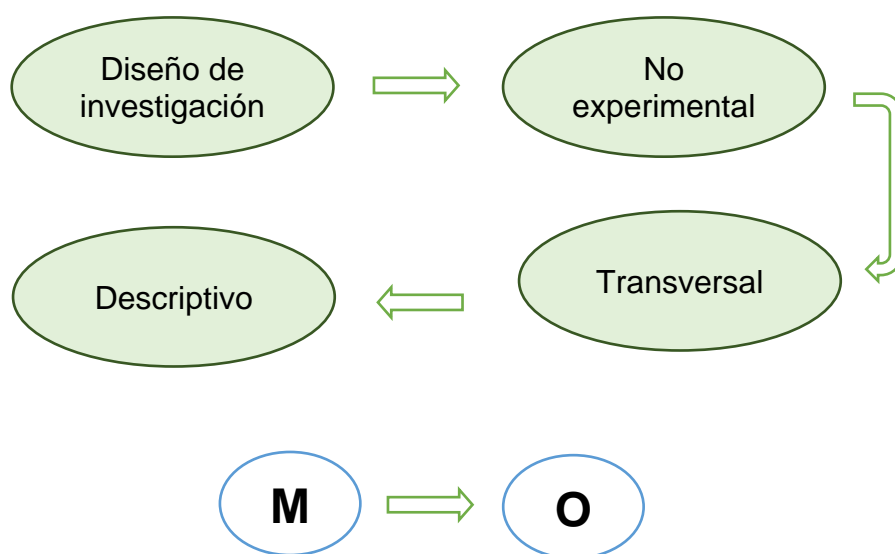 Diseño de
investigación
No
experimental
Transversal
Descriptivo
M
O